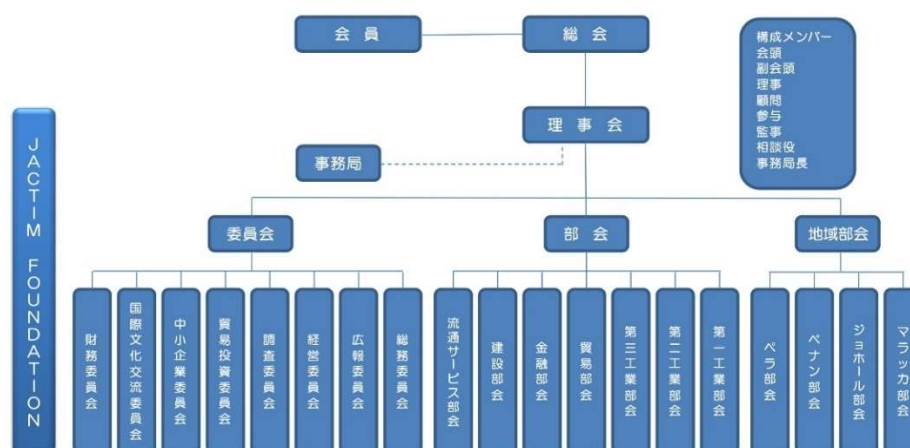 会員
総会
構成メンバー
会頭
副会頭
理事
顧問
参与
監事
相談役
事務局長
理事会
事務局
JACTIM FOUNDATION
委員会
部会
地域部会
財務委員会
国際文化交流委員会
中小企業委員会
貿易投資委員会
調査委員会
経営委員会
広報委員会
総務委員会
流通サービス部会
建設部会
金融部会
貿易部会
第三工業部会
第二工業部会
第一工業部会
ペラ部会
ペナン部会
ジョホール部会
マラッカ部会